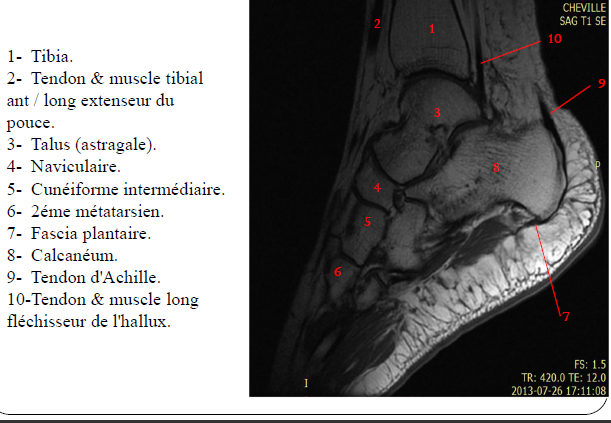 1- Tibia.
2- Tendon & muscle tibial
ant / long extenseur du
pouce.
3- Talus (astragale).
4- Naviculaire.
5- Cunéiforme intermédiaire.
6- 2éme métatarsien.
7- Fascia plantaire.
8- Calcanéum.
9- Tendon d'Achille.
10-Tendon & muscle long
fléchisseur de l'hallux.
CHEVILLE
SAG T1 SE
2
1
10
9
3
P
8
4
5
6
7
I
FS: 1.5
TR: 420.0 TE: 12.0
2013-07-26 17:11:08